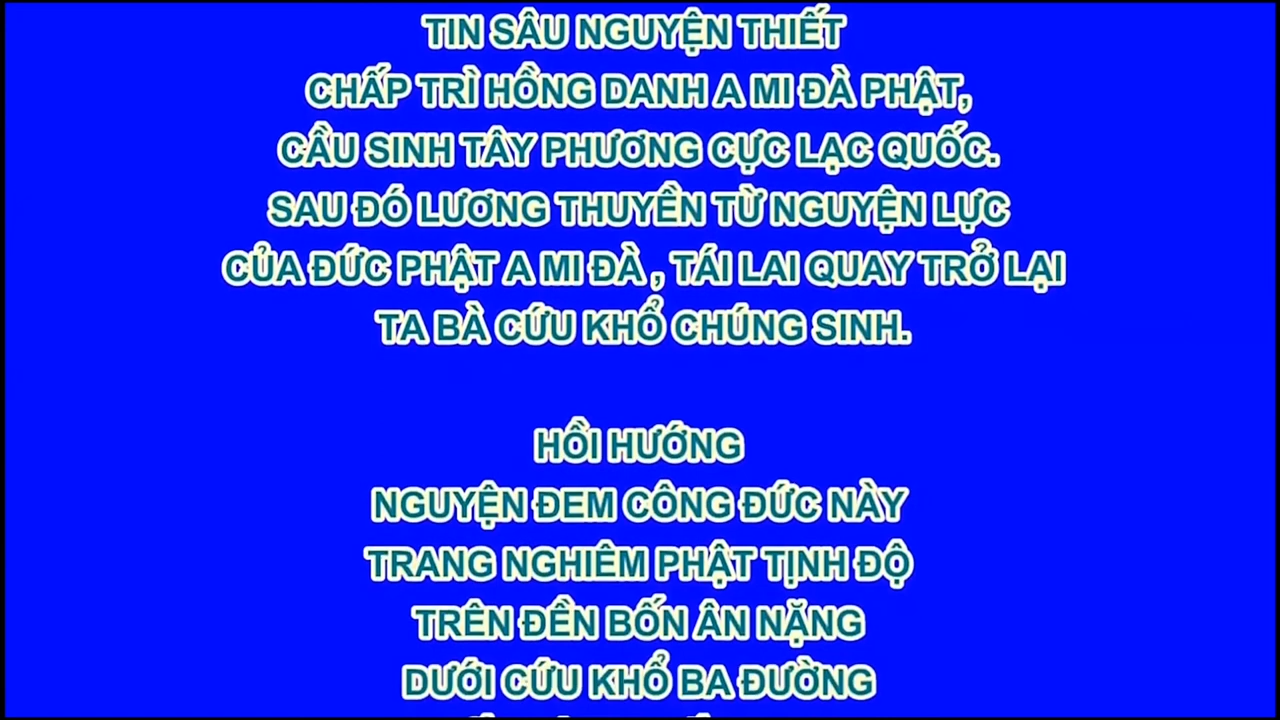 TIN SÂU NGUYỆN THIẾT
CHẤP TRÌ HỒNG DANH A MI ĐÀ PHẬT,
CẦU SINH TÂY PHƯƠNG CỰC LẠC QUỐC.
SAU ĐÓ LƯƠNG THUYỀN TỪ NGUYỆN LỰC
CỦA ĐỨC PHẬT A MI ĐÀ , TÁI LAI QUAY TRỞ LẠI
TA BÀ CỨU KHỔ CHÚNG SINH.
HỒI HƯỚNG
NGUYỆN ĐEM CÔNG ĐỨC NÀY
TRANG NGHIÊM PHẬT TỊNH ĐỘ
TRÊN ĐỀN BỐN ÂN NẶNG
DƯỚI CỨU KHỔ BA ĐƯỜNG